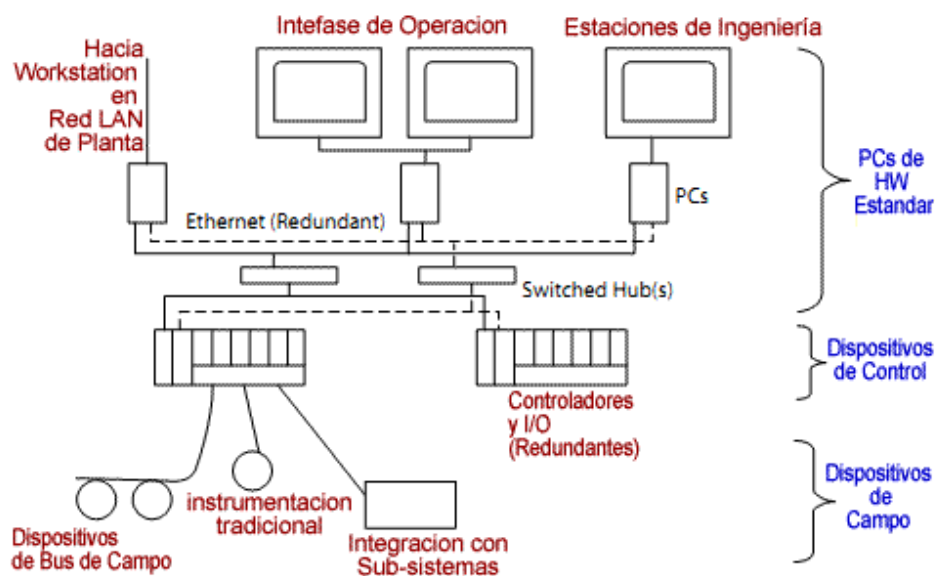 Intefase de Operacion
Estaciones de Ingeniería
Hacia
Workstation
en
Red LAN
de Planta
PCs de
HW
Estandar
PCs
Ethernet (Redundant)
Switched Hub(s)
Dispositivos
de Control
Controladores
y I/O
(Redundantes)
Dispositivos
de
Campo
instrumentacion
tradicional
Dispositivos
de Bus de Campo
Integracion con
Sub-sistemas